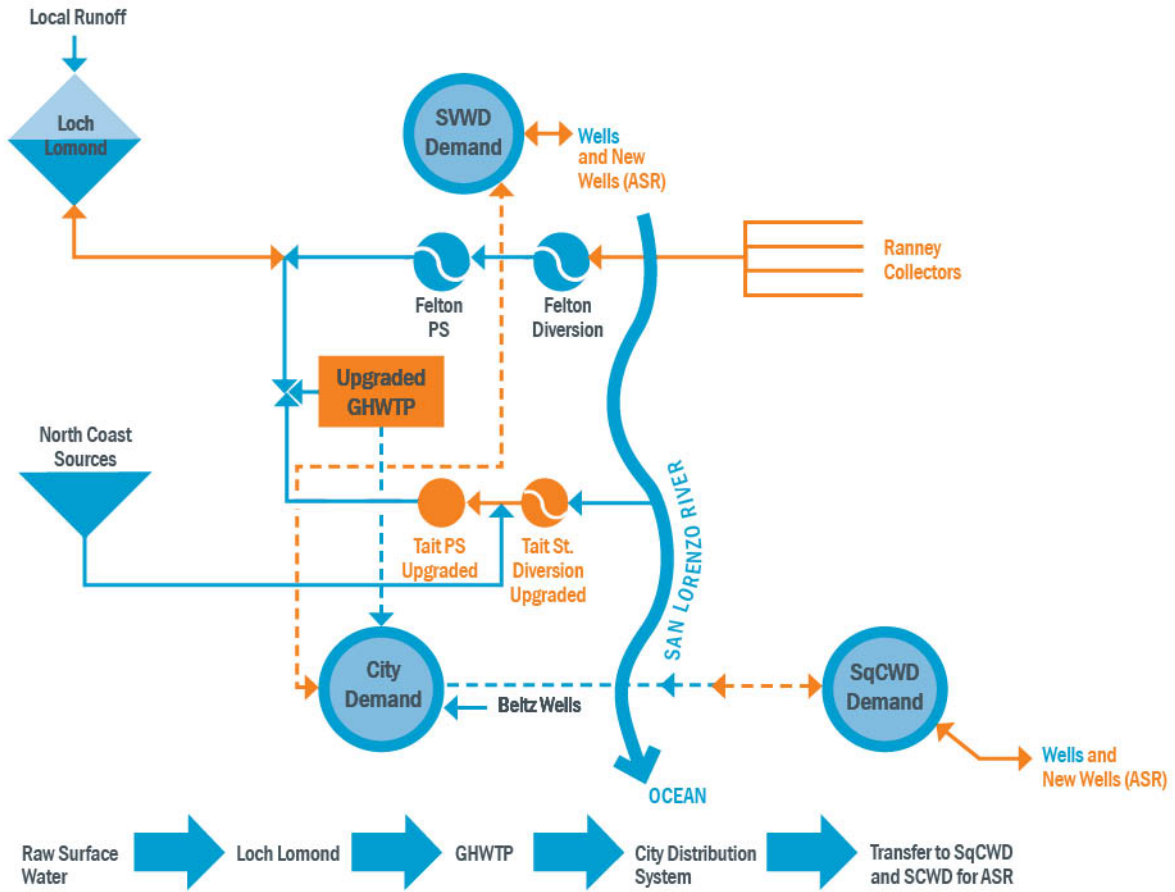 Local Runoff
Loch
Lomond
SVWD
Demand
Wells
and New
Wells (ASR)
Ranney
Collectors
Felton
PS
Felton
Diversion
Upgraded
GHWTP
North Coast
Sources
Tait PS
Upgraded
Tait St.
Diversion
Upgraded
SAN LORENZO RIVER
City
Demand
Beltz Wells
SqCWD
Demand
Wells and
New Wells (ASR)
OCEAN
Raw Surface
Water
Loch Lomond
GHWTP
City Distribution
System
Transfer to SqCWD
and SCWD for ASR